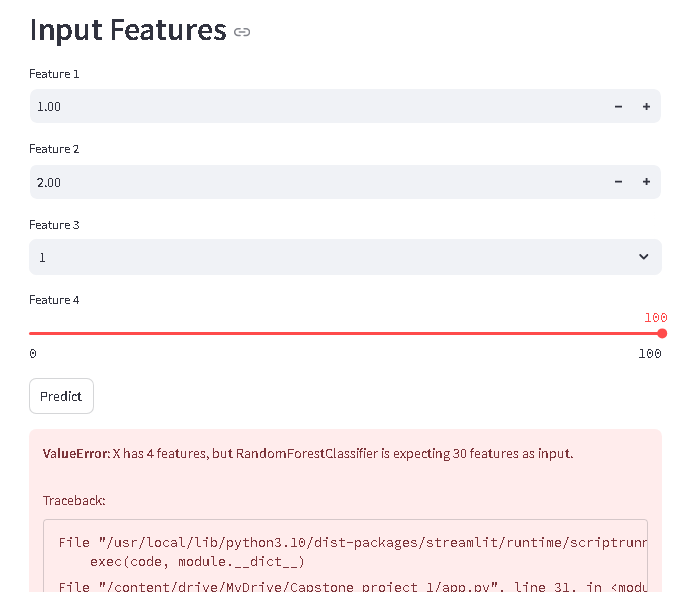 Input Features
Feature 1
1.00
Feature 2
2.00
Feature 3
1
Feature 4
100
0 100
Predict
ValueError: X has 4 features, but RandomForestClassifier is expecting 30 features as input.
Traceback:
File "/usr/local/lib/python3.10/dist-packages/streamlit/runtime/scriptrunn
exec(code, module.__dict__)
File "/content/drive/MyDrive/Capstone project 1/app.py", line 31, in <modu